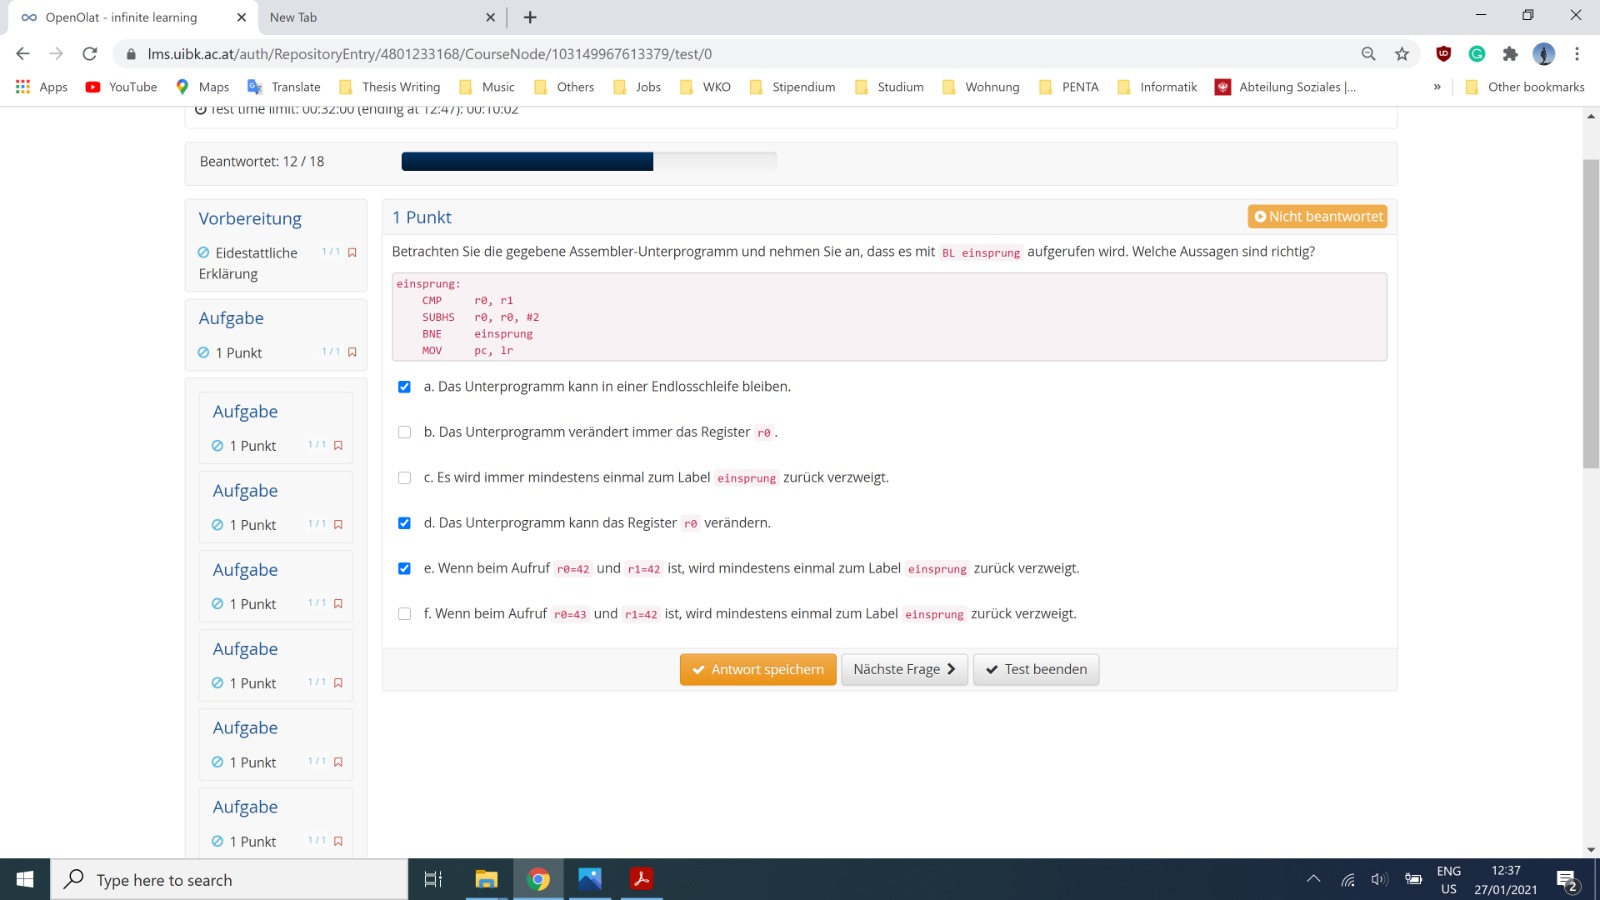 OpenOlat - infinite learning
New Tab
lms.uibk.ac.at/auth/RepositoryEntry/4801233168/CourseNode/103149967613379/test/0
Apps YouTube Maps Translate Thesis Writing Music Others Jobs WKO Stipendium Studium Wohnung PENTA Informatik Abteilung Soziales |... » Other bookmarks
Test time limit: 00:32:00 (ending at 12:47): 00:10:02
Beantwortet: 12 / 18
Vorbereitung
Eidestattliche Erklärung 1 / 1
Aufgabe
1 Punkt 1 / 1
Aufgabe
1 Punkt 1 / 1
Aufgabe
1 Punkt 1 / 1
Aufgabe
1 Punkt 1 / 1
Aufgabe
1 Punkt 1 / 1
Aufgabe
1 Punkt 1 / 1
Aufgabe
1 Punkt 1 / 1
1 Punkt
Nicht beantwortet
Betrachten Sie die gegebene Assembler-Unterprogramm und nehmen Sie an, dass es mit BL einsprung aufgerufen wird. Welche Aussagen sind richtig?
einsprung:
CMP r0, r1
SUBHS r0, r0, #2
BNE einsprung
MOV pc, lr
a. Das Unterprogramm kann in einer Endlosschleife bleiben.
b. Das Unterprogramm verändert immer das Register r0 .
c. Es wird immer mindestens einmal zum Label einsprung zurück verzweigt.
d. Das Unterprogramm kann das Register r0 verändern.
e. Wenn beim Aufruf r0=42 und r1=42 ist, wird mindestens einmal zum Label einsprung zurück verzweigt.
f. Wenn beim Aufruf r0=43 und r1=42 ist, wird mindestens einmal zum Label einsprung zurück verzweigt.
Antwort speichern
Nächste Frage
Test beenden
Type here to search
ENG
US
12:37
27/01/2021
2